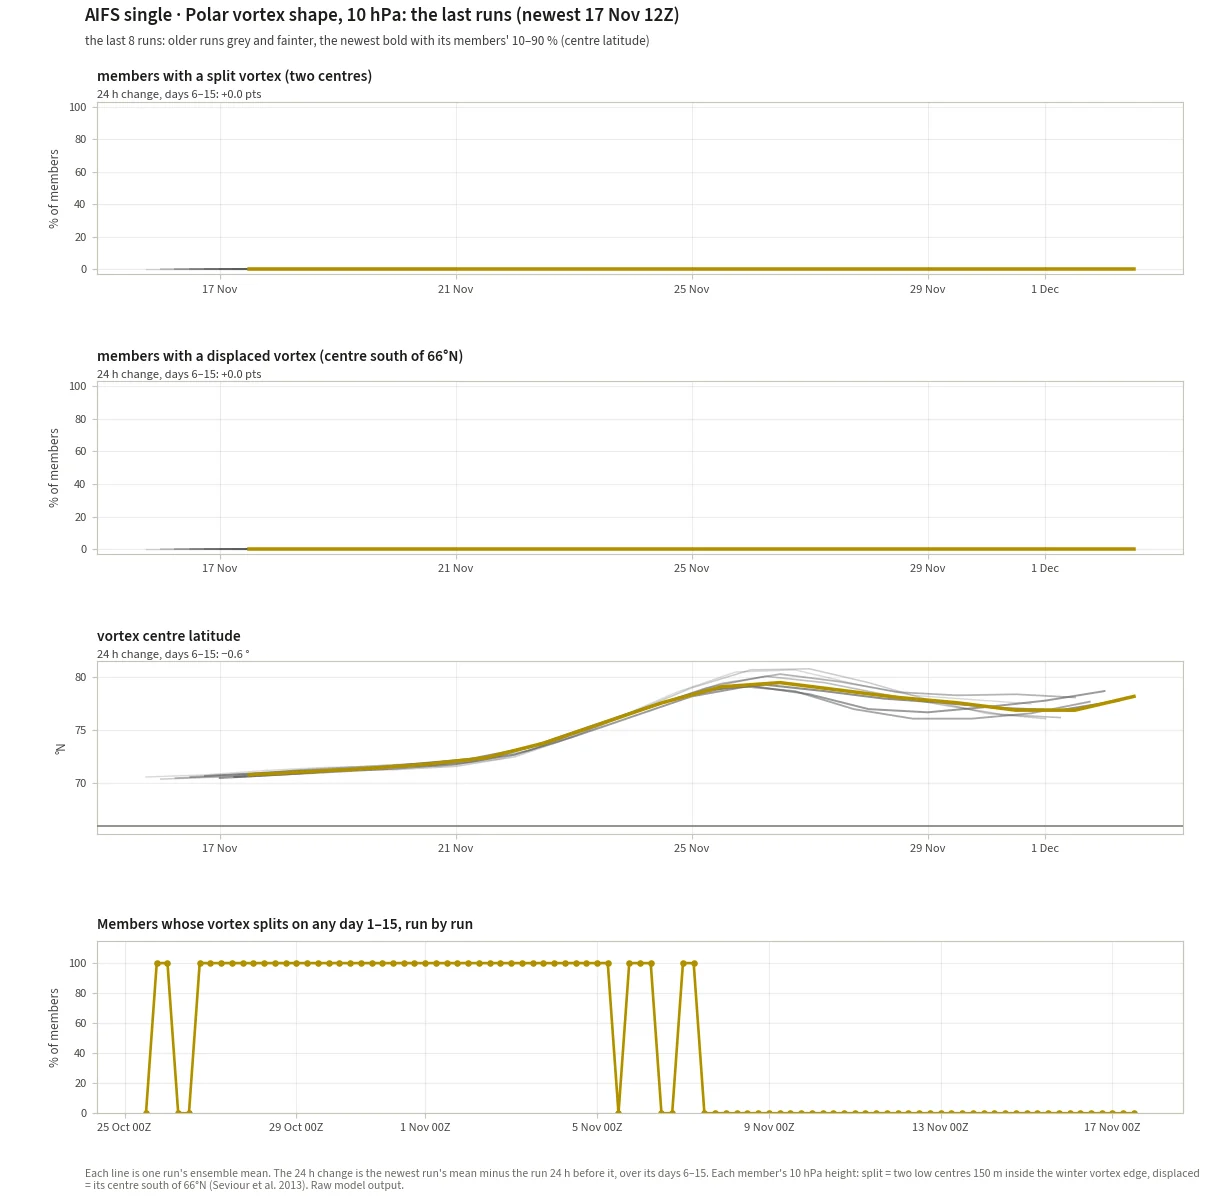 AIFS single · Polar vortex shape, 10 hPa: the last runs (newest 17 Nov 12Z)
the last 8 runs: older runs grey and fainter, the newest bold with its members' 10–90 % (centre latitude)
members with a split vortex (two centres)
24 h change, days 6–15: +0.0 pts
100
80
60
40
20
0
% of members
17 Nov
21 Nov
25 Nov
29 Nov
1 Dec
members with a displaced vortex (centre south of 66°N)
24 h change, days 6–15: +0.0 pts
100
80
60
40
20
0
% of members
17 Nov
21 Nov
25 Nov
29 Nov
1 Dec
vortex centre latitude
24 h change, days 6–15: −0.6 °
80
75
70
°N
17 Nov
21 Nov
25 Nov
29 Nov
1 Dec
Members whose vortex splits on any day 1–15, run by run
100
80
60
40
20
0
% of members
25 Oct 00Z
29 Oct 00Z
1 Nov 00Z
5 Nov 00Z
9 Nov 00Z
13 Nov 00Z
17 Nov 00Z
Each line is one run's ensemble mean. The 24 h change is the newest run's mean minus the run 24 h before it, over its days 6–15. Each member's 10 hPa height: split = two low centres 150 m inside the winter vortex edge, displaced
= its centre south of 66°N (Seviour et al. 2013). Raw model output.